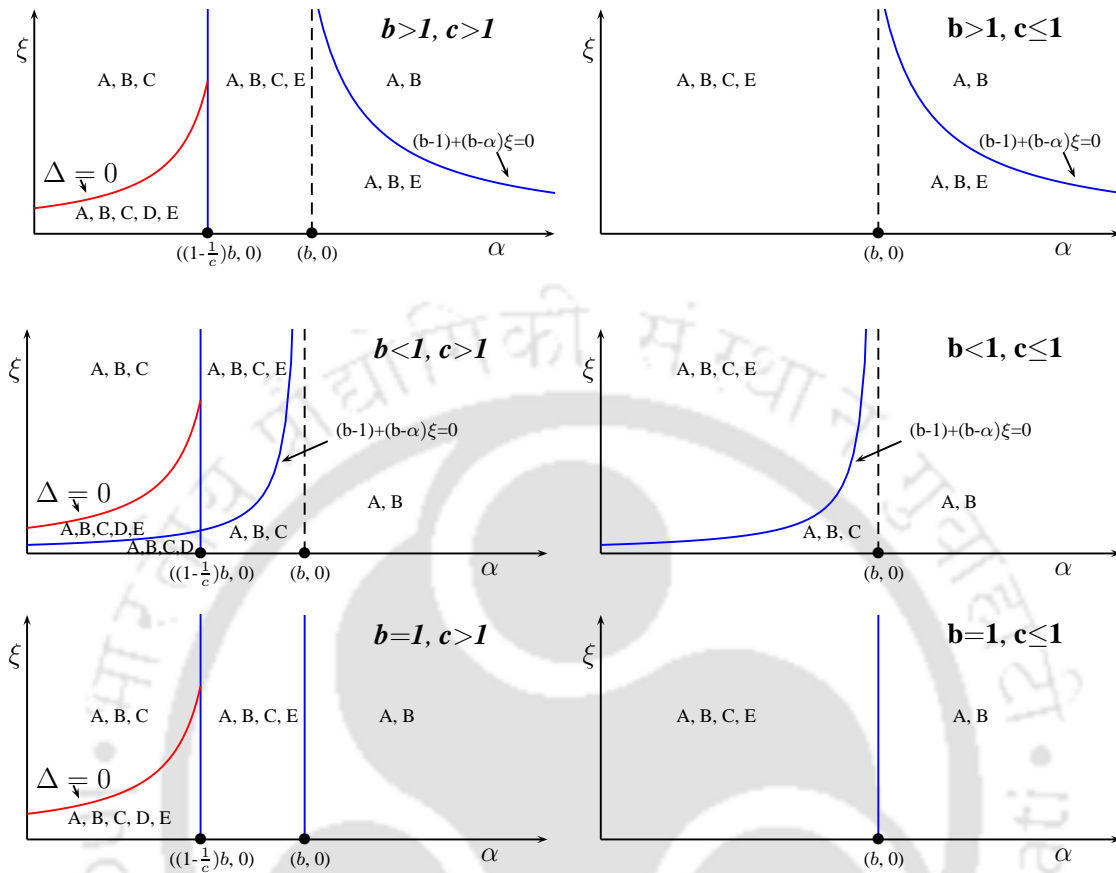 b>1, c>1
ξ
A, B, C
A, B, C, E
A, B
(b-1)+(b-α)ξ=0
Δ = 0
A, B, C, D, E
A, B, E
((1-1/c)b, 0)
(b, 0)
α
b>1, c≤1
ξ
A, B, C, E
A, B
(b-1)+(b-α)ξ=0
A, B, E
(b, 0)
α
b<1, c>1
ξ
A, B, C
A, B, C, E
(b-1)+(b-α)ξ=0
Δ = 0
A,B,C,D,E
A,B,C,D
A, B, C
A, B
((1-1/c)b, 0)
(b, 0)
α
b<1, c≤1
ξ
A, B, C, E
(b-1)+(b-α)ξ=0
A, B, C
A, B
(b, 0)
α
b=1, c>1
ξ
A, B, C
A, B, C, E
A, B
Δ = 0
A, B, C, D, E
((1-1/c)b, 0)
(b, 0)
α
b=1, c≤1
ξ
A, B, C, E
A, B
(b, 0)
α